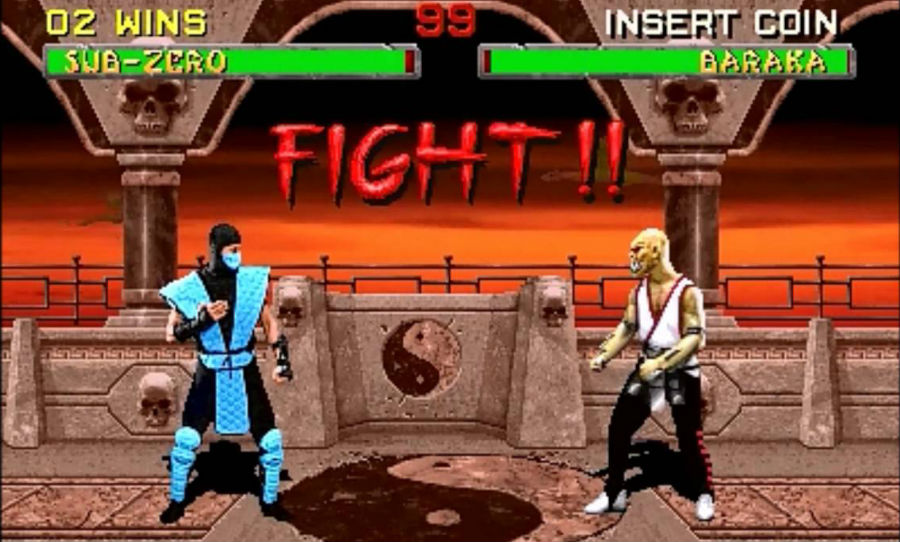 02 WINS
99
INSERT COIN
SUB-ZERO
BARAKA
FIGHT!!